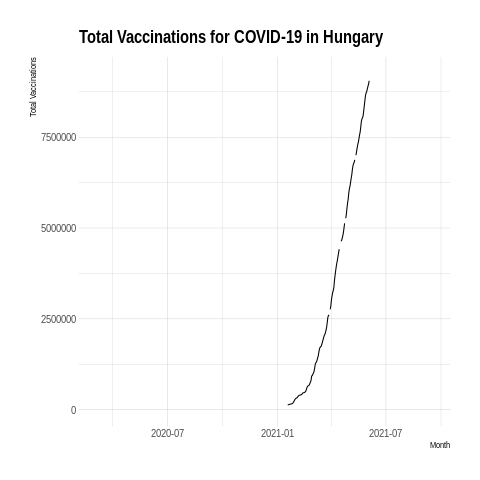 Total Vaccinations for COVID-19 in Hungary
Total Vaccinations
7500000
5000000
2500000
0
2020-07
2021-01
2021-07
Month